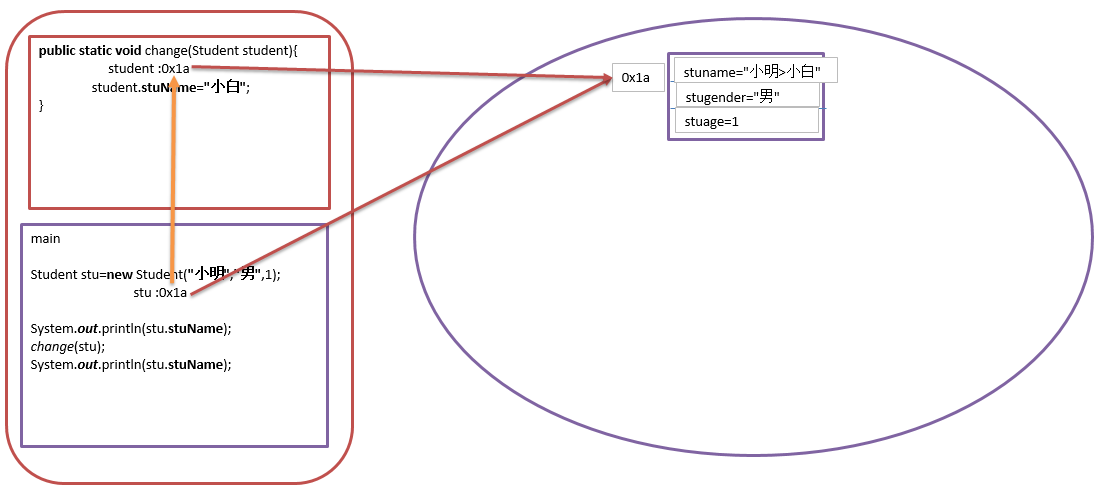 public static void change(Student student){
student :0x1a
student.stuName="小白";
}
main
Student stu=new Student("小明","男",1);
stu :0x1a
System.out.println(stu.stuName);
change(stu);
System.out.println(stu.stuName);
0x1a
stuname="小明>小白"
stugender="男"
stuage=1